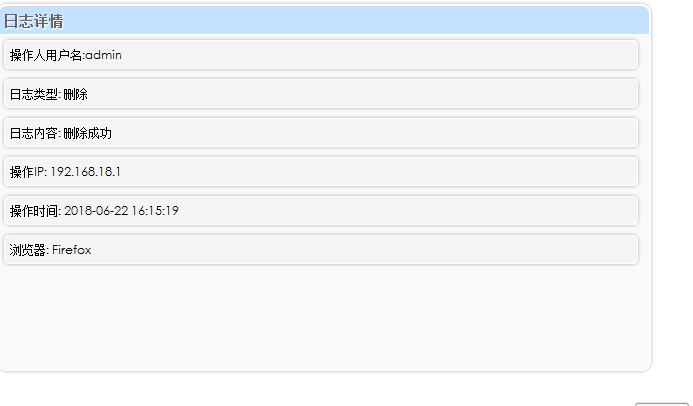 日志详情
操作人用户名:admin
日志类型: 删除
日志内容: 删除成功
操作IP: 192.168.18.1
操作时间: 2018-06-22 16:15:19
浏览器: Firefox